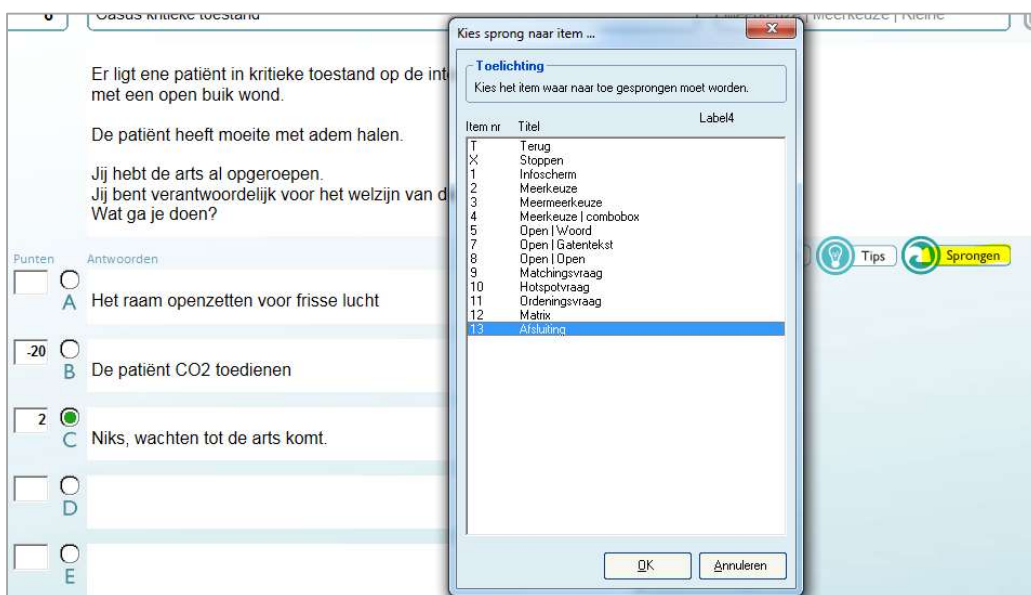 Casus kritieke toestand
Meerkeuze | Kleine
Kies sprong naar item ...
Toelichting
Kies het item waar naar toe gesprongen moet worden.
Item nr Titel Label4
T Terug
X Stoppen
1 Infoscherm
2 Meerkeuze
3 Meermeerkeuze
4 Meerkeuze | combobox
5 Open | Woord
7 Open | Gatentekst
8 Open | Open
9 Matchingsvraag
10 Hotspotvraag
11 Ordeningsvraag
12 Matrix
13 Afsluiting
OK Annuleren
Er ligt ene patiënt in kritieke toestand op de
met een open buik wond.
De patiënt heeft moeite met adem halen.
Jij hebt de arts al opgeroepen.
Jij bent verantwoordelijk voor het welzijn van
Wat ga je doen?
Tips Sprongen
Punten Antwoorden
A Het raam openzetten voor frisse lucht
-20
B De patiënt CO2 toedienen
2
C Niks, wachten tot de arts komt.
D
E